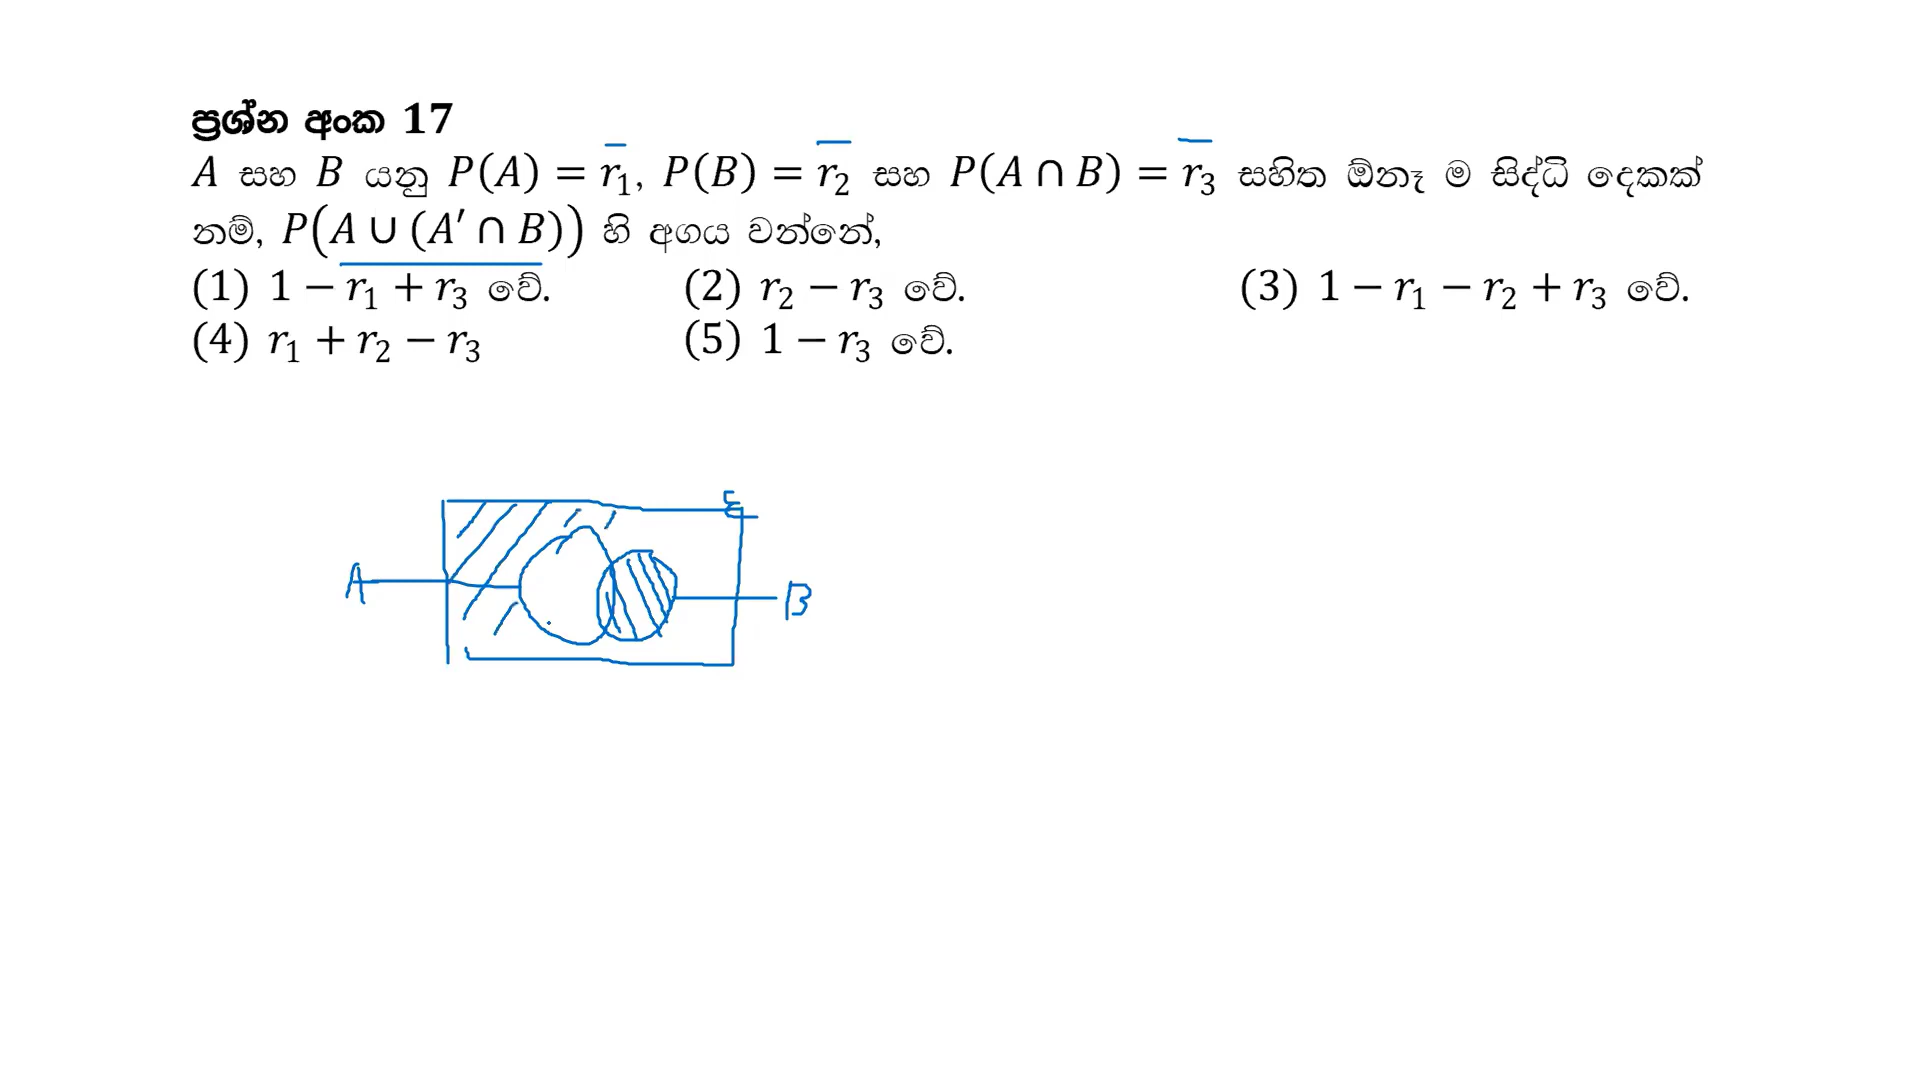 ප්‍රශ්න අංක 17
A සහ B යනු P(A) = r₁, P(B) = r₂ සහ P(A ∩ B) = r₃ සහිත ඕනෑ ම සිද්ධි දෙකක්
නම්, P(A ∪ (A′ ∩ B)) හි අගය වන්නේ,
(1) 1 − r₁ + r₃ වේ. (2) r₂ − r₃ වේ. (3) 1 − r₁ − r₂ + r₃ වේ.
(4) r₁ + r₂ − r₃ (5) 1 − r₃ වේ.
A B